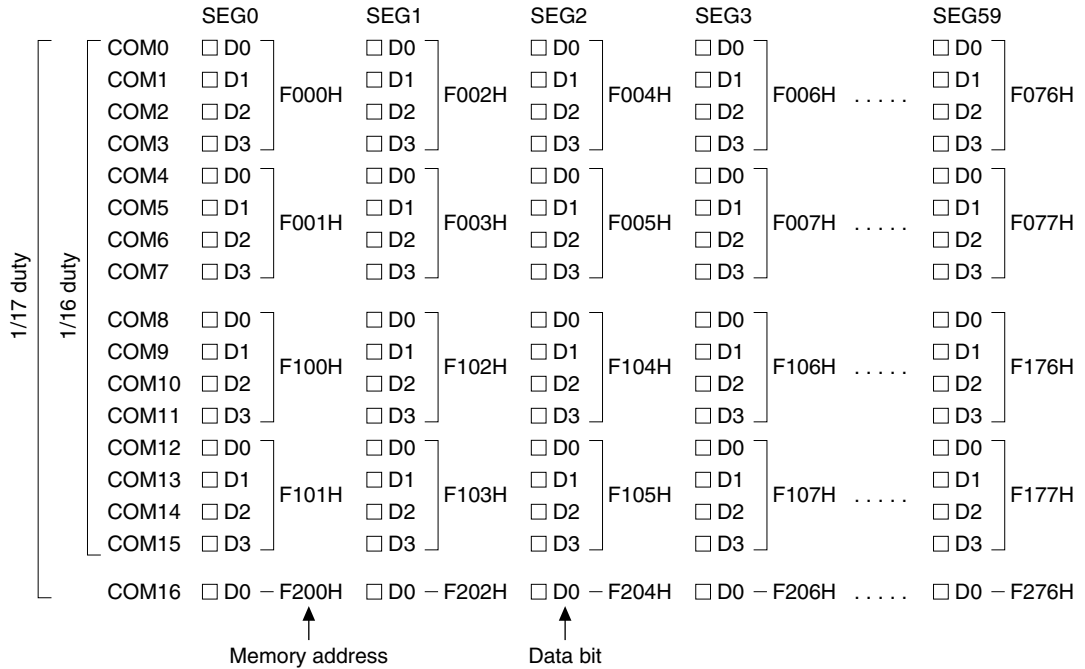 SEG0 SEG1 SEG2 SEG3 SEG59
COM0 D0 D0 D0 D0 D0
COM1 D1 D1 D1 D1 D1
F000H F002H F004H F006H . . . . . F076H
COM2 D2 D2 D2 D2 D2
COM3 D3 D3 D3 D3 D3
COM4 D0 D0 D0 D0 D0
COM5 D1 D1 D1 D1 D1
F001H F003H F005H F007H . . . . . F077H
COM6 D2 D2 D2 D2 D2
COM7 D3 D3 D3 D3 D3
1/17 duty
1/16 duty
COM8 D0 D0 D0 D0 D0
COM9 D1 D1 D1 D1 D1
F100H F102H F104H F106H . . . . . F176H
COM10 D2 D2 D2 D2 D2
COM11 D3 D3 D3 D3 D3
COM12 D0 D0 D0 D0 D0
COM13 D1 D1 D1 D1 D1
F101H F103H F105H F107H . . . . . F177H
COM14 D2 D2 D2 D2 D2
COM15 D3 D3 D3 D3 D3
COM16 D0 – F200H D0 – F202H D0 – F204H D0 – F206H . . . . . D0 – F276H
Memory address Data bit